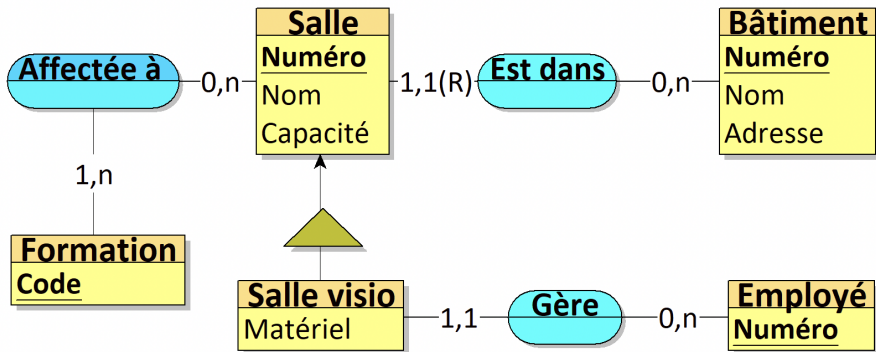 Salle
Numéro
Nom
Capacité
Bâtiment
Numéro
Nom
Adresse
Affectée à
0,n
1,1(R)
Est dans
0,n
1,n
Formation
Code
Salle visio
Matériel
1,1
Gère
0,n
Employé
Numéro